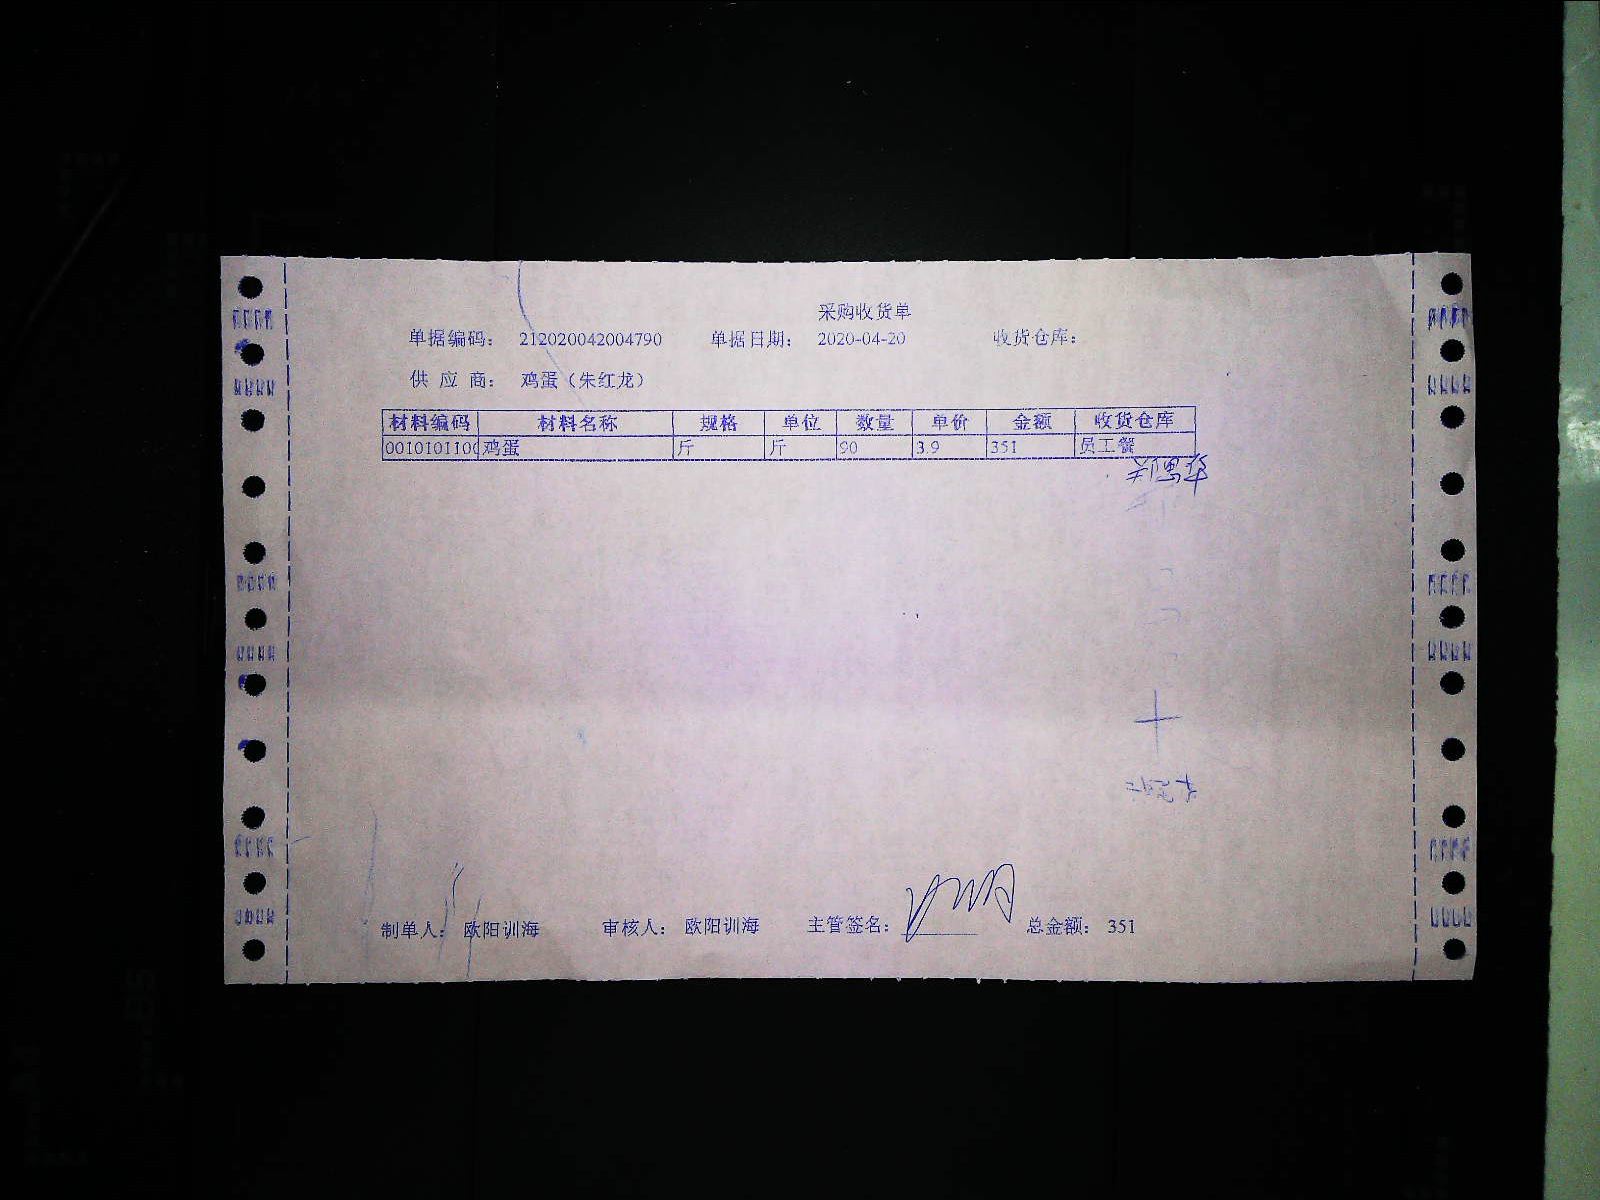 采购收货单
单据编码： 212020042004790 单据日期： 2020-04-20 收货仓库：
供 应 商： 鸡蛋（朱红龙）
材料编码 材料名称 规格 单位 数量 单价 金额 收货仓库
0010101100 鸡蛋 斤 斤 90 3.9 351 员工餐
制单人： 欧阳训海 审核人： 欧阳训海 主管签名： 总金额： 351